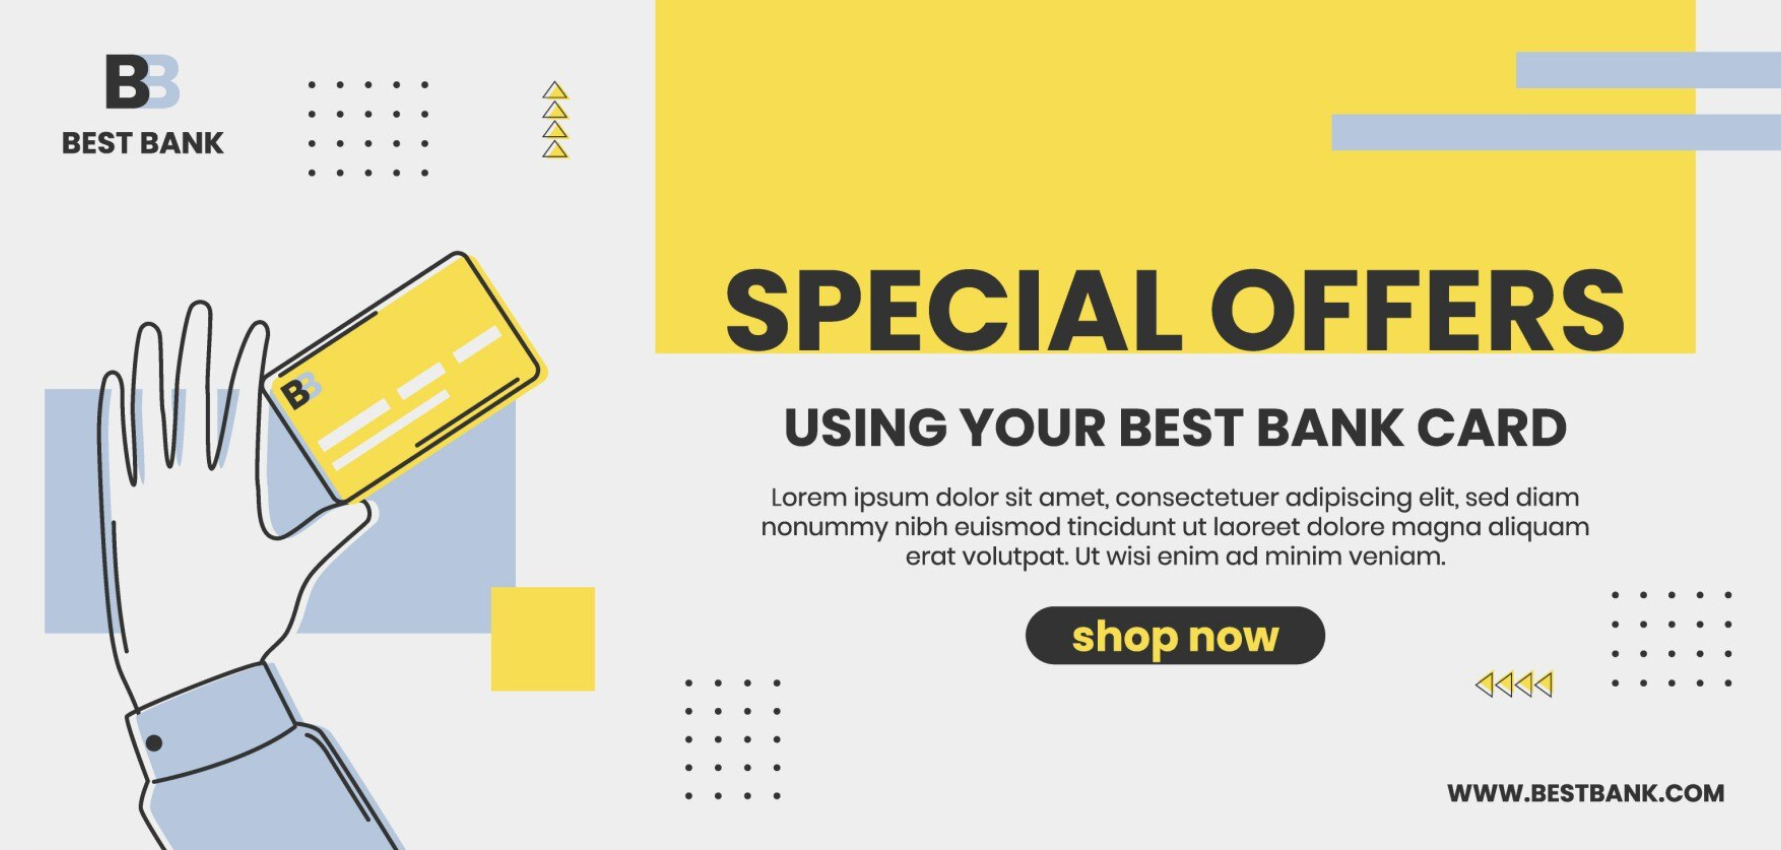 BB
BEST BANK
BB
SPECIAL OFFERS
USING YOUR BEST BANK CARD
Lorem ipsum dolor sit amet, consectetuer adipiscing elit, sed diam
nonummy nibh euismod tincidunt ut laoreet dolore magna aliquam
erat volutpat. Ut wisi enim ad minim veniam.
shop now
WWW.BESTBANK.COM